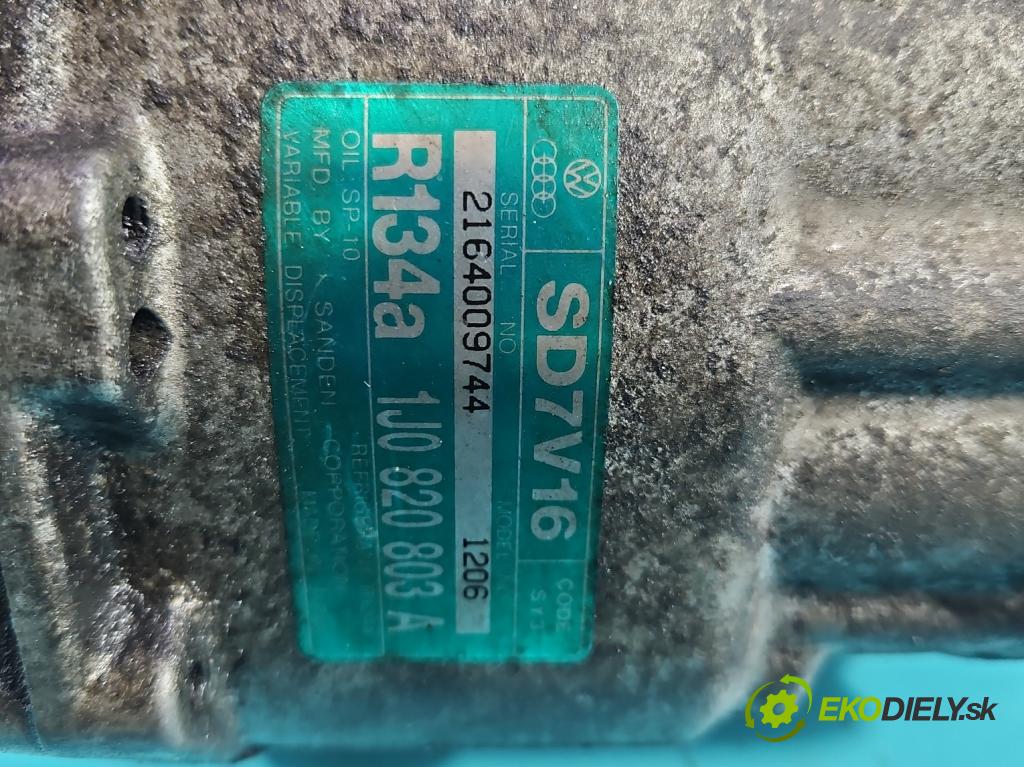 SD7V16
CODE
SY3
SERIAL NO.
MODEL
2164009744 1206
R134a 1J0 820 803 A
OIL: SP-10
MFD. BY SANDEN
VARIABLE DISPLACEMENT
EKODIELY.sk